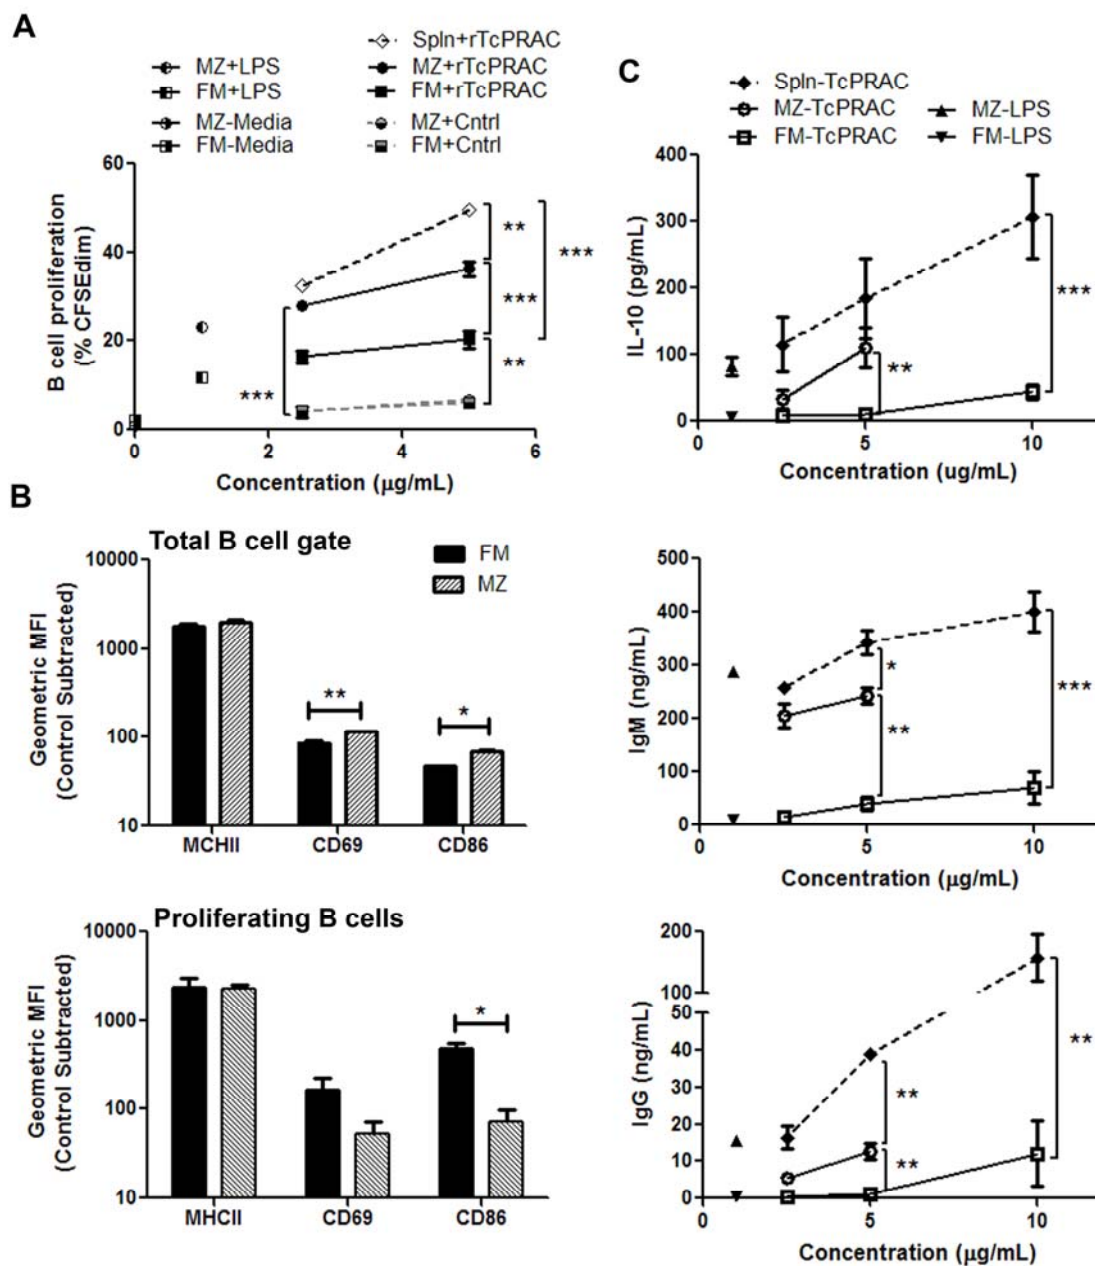 A
Spln+rTcPRAC
MZ+LPS
MZ+rTcPRAC
FM+LPS
FM+rTcPRAC
MZ-Media
MZ+Cntrl
FM-Media
FM+Cntrl
B cell proliferation
(% CFSEdim)
60
40
20
0
0 2 4 6
Concentration (μg/mL)
**
***
***
**
***
C
Spln-TcPRAC
MZ-TcPRAC
MZ-LPS
FM-TcPRAC
FM-LPS
IL-10 (pg/mL)
400
300
200
100
0
0 5 10
Concentration (ug/mL)
**
***
B
Total B cell gate
FM
MZ
Geometric MFI
(Control Subtracted)
10000
1000
100
10
**
*
MCHII CD69 CD86
IgM (ng/mL)
500
400
300
200
100
0
0 5 10
Concentration (μg/mL)
*
**
***
Proliferating B cells
Geometric MFI
(Control Subtracted)
10000
1000
100
10
*
MHCII CD69 CD86
IgG (ng/mL)
200
150
100
50
40
30
20
10
0
0 5 10
Concentration (μg/mL)
**
**
**